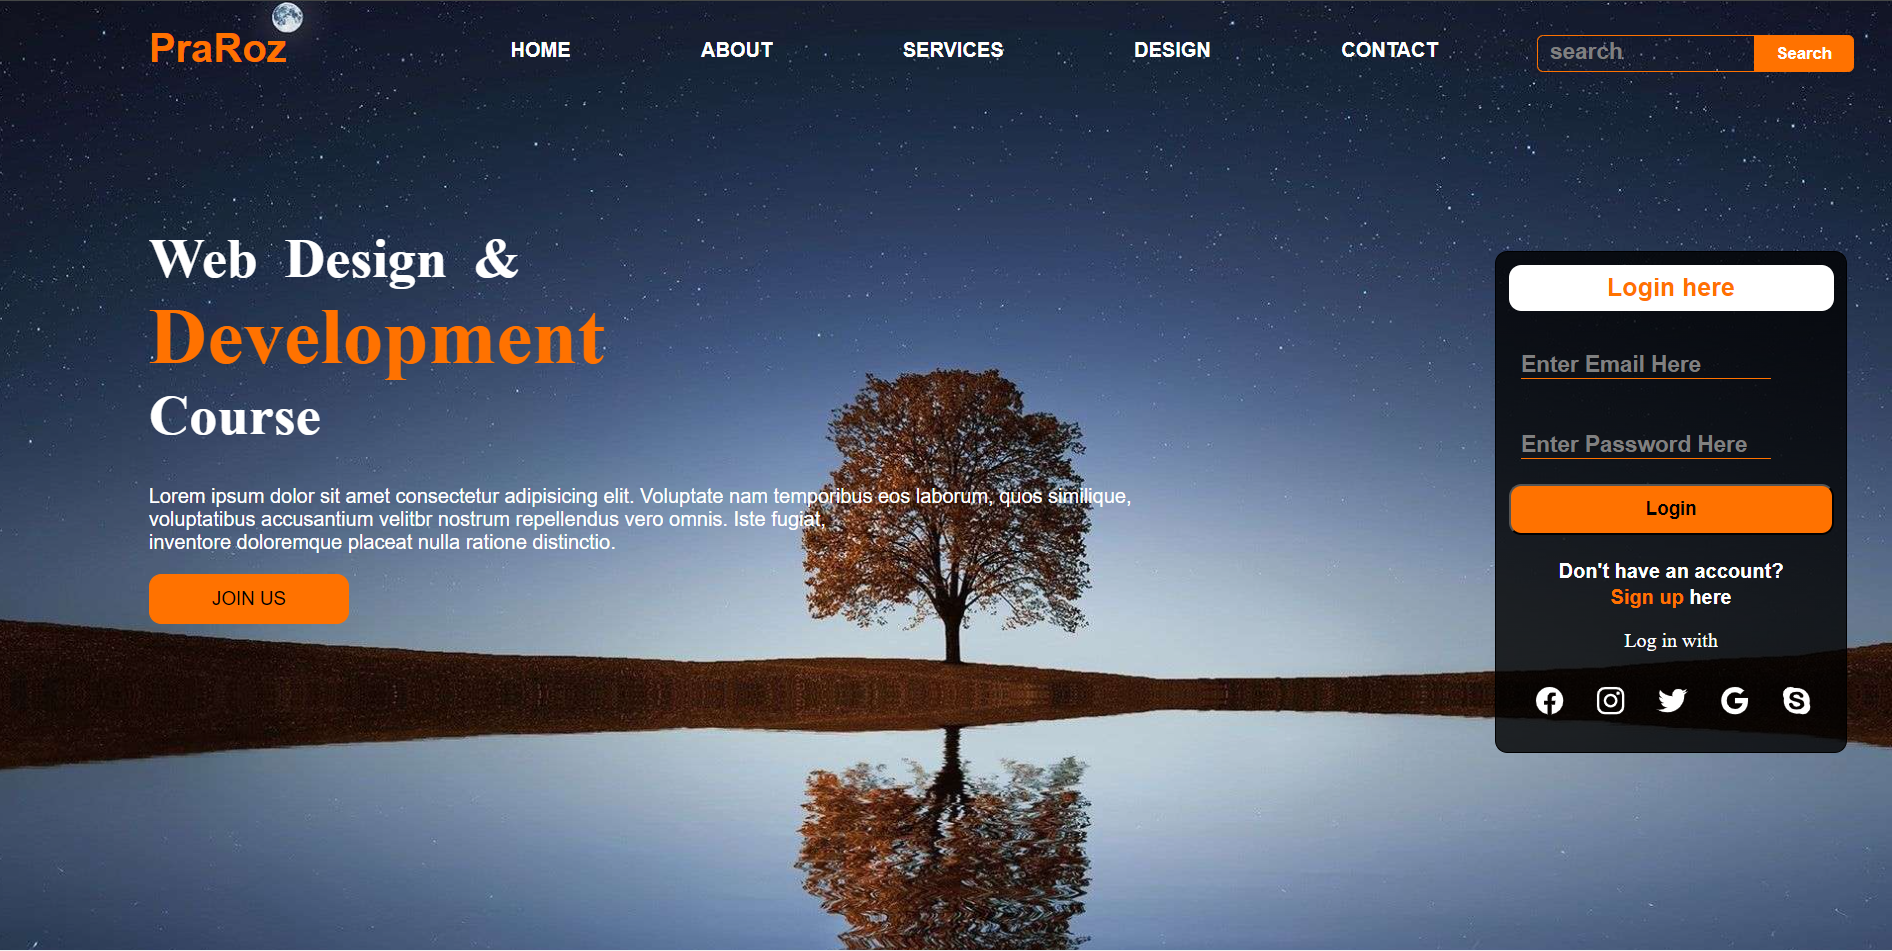 PraRoz
HOME
ABOUT
SERVICES
DESIGN
CONTACT
search
Search
Web Design &
Development
Course
Lorem ipsum dolor sit amet consectetur adipisicing elit. Voluptate nam temporibus eos laborum, quos similique,
voluptatibus accusantium velitbr nostrum repellendus vero omnis. Iste fugiat,
inventore doloremque placeat nulla ratione distinctio.
JOIN US
Login here
Enter Email Here
Enter Password Here
Login
Don't have an account?
Sign up here
Log in with